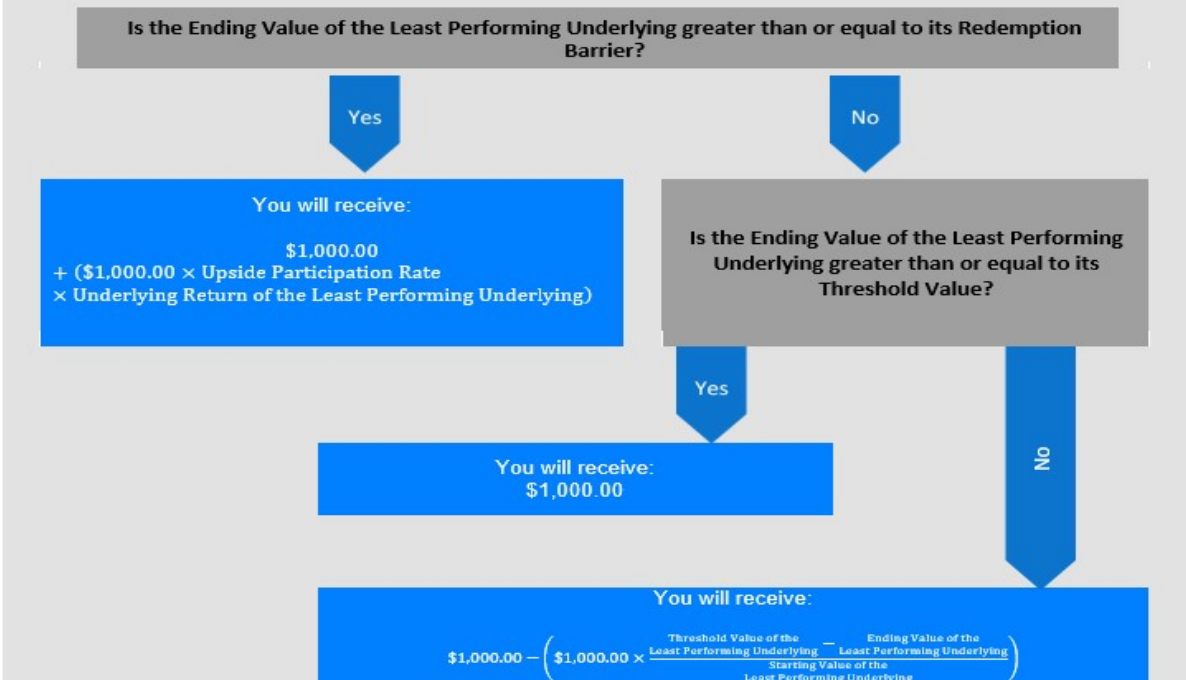 Is the Ending Value of the Least Performing Underlying greater than or equal to its Redemption
Barrier?
Yes
No
You will receive:
$1,000.00
+ ($1,000.00 × Upside Participation Rate
× Underlying Return of the Least Performing Underlying)
Is the Ending Value of the Least Performing
Underlying greater than or equal to its
Threshold Value?
Yes
No
You will receive:
$1,000.00
You will receive:
$1,000.00 − ($1,000.00 × 
Threshold Value of the
Least Performing Underlying
−
Ending Value of the
Least Performing Underlying
Starting Value of the
Least Performing Underlying
)